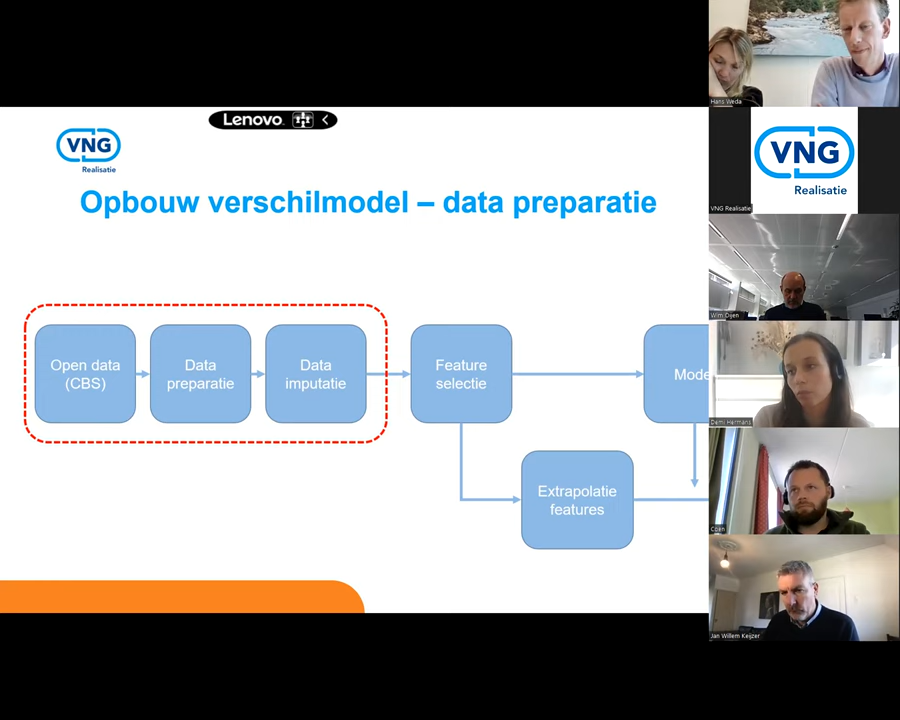 Lenovo
VNG
Realisatie
Opbouw verschilmodel – data preparatie
Open data
(CBS)
Data
preparatie
Data
imputatie
Feature
selectie
Mode
Extrapolatie
features
Hans Weda
VNG
Realisatie
VNG Realisatie
Wim Dijen
Demi Hermans
Colin
Jan Willem Keijzer